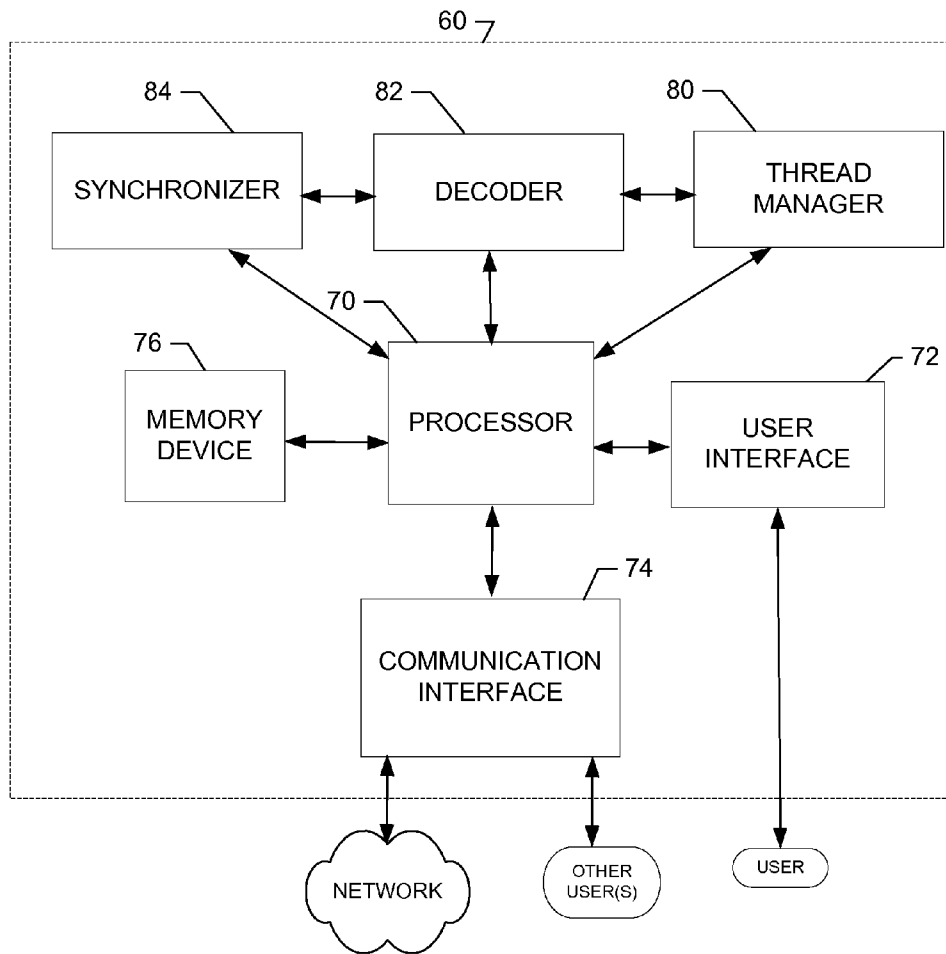 60
84
82
80
SYNCHRONIZER
DECODER
THREAD
MANAGER
70
76
72
MEMORY
DEVICE
PROCESSOR
USER
INTERFACE
74
COMMUNICATION
INTERFACE
NETWORK
OTHER
USER(S)
USER